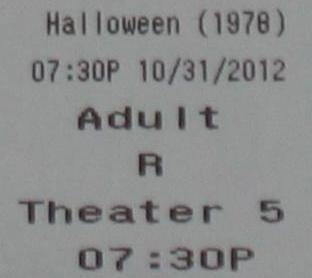 Halloween (1978)
07:30P 10/31/2012
Adult
R
Theater 5
07:30P